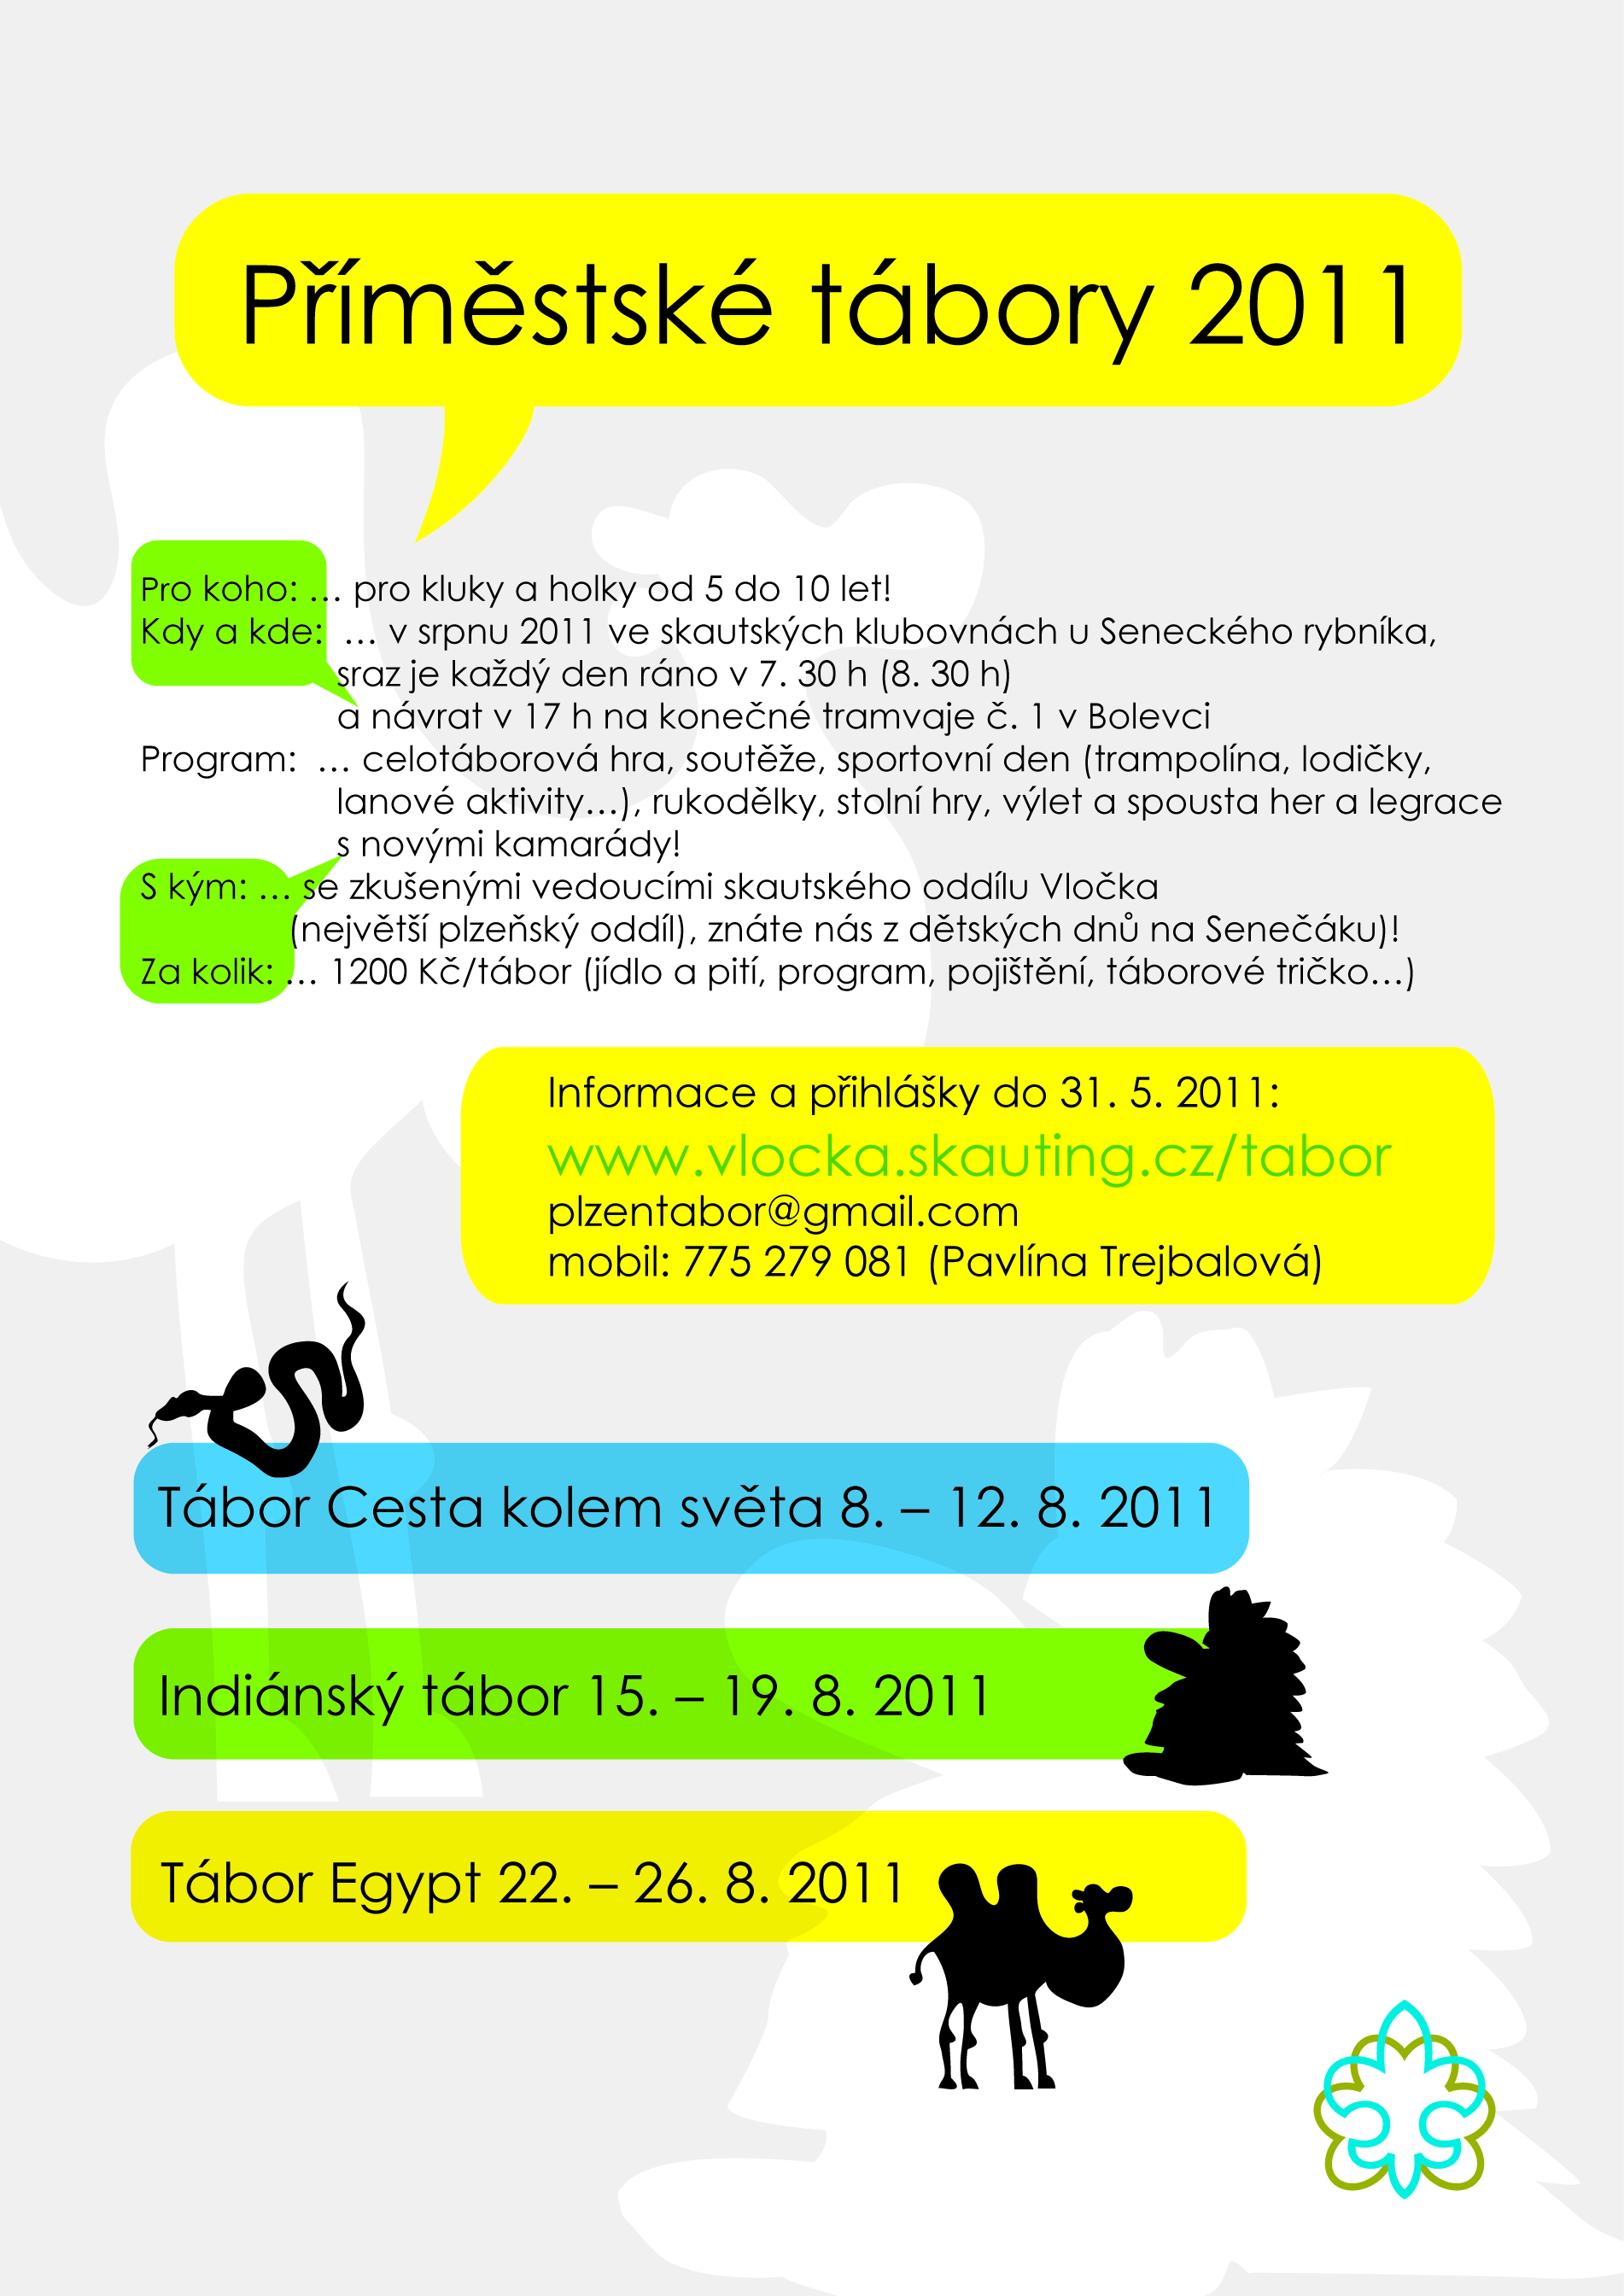 Příměstské tábory 2011
Pro koho: ... pro kluky a holky od 5 do 10 let!
Kdy a kde: ... v srpnu 2011 ve skautských klubovnách u Seneckého rybníka,
sraz je každý den ráno v 7. 30 h (8. 30 h)
a návrat v 17 h na konečné tramvaje č. 1 v Bolevci
Program: ... celotáborová hra, soutěže, sportovní den (trampolína, lodičky,
lanové aktivity...), rukodělky, stolní hry, výlet a spousta her a legrace
s novými kamarády!
S kým: ... se zkušenými vedoucími skautského oddílu Vločka
(největší plzeňský oddíl), znáte nás z dětských dnů na Senečáku)!
Za kolik: ... 1200 Kč/tábor (jídlo a pití, program, pojištění, táborové tričko...)
Informace a přihlášky do 31. 5. 2011:
www.vlocka.skauting.cz/tabor
plzentabor@gmail.com
mobil: 775 279 081 (Pavlína Trejbalová)
Tábor Cesta kolem světa 8. – 12. 8. 2011
Indiánský tábor 15. – 19. 8. 2011
Tábor Egypt 22. – 26. 8. 2011